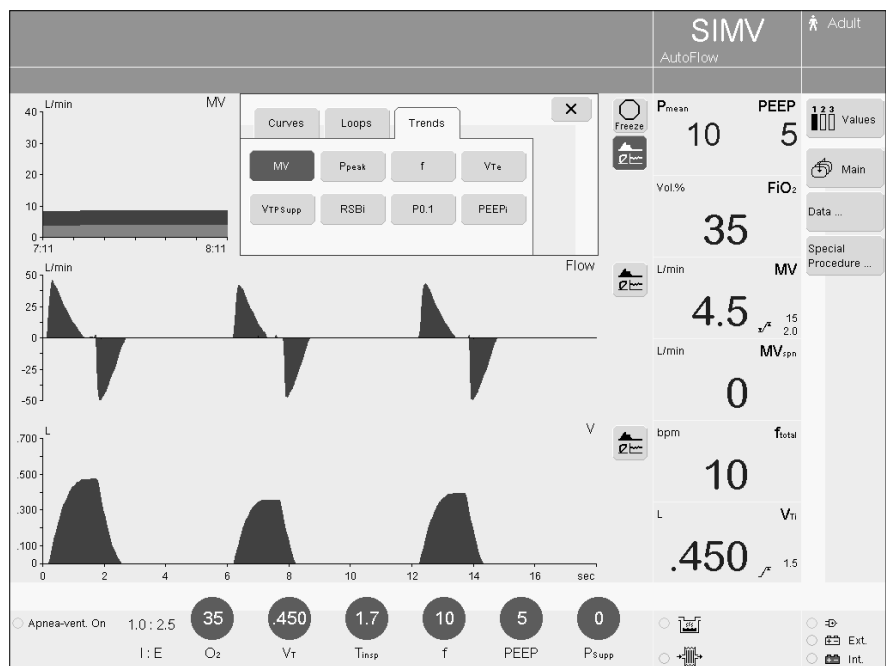 SIMV
AutoFlow
Adult
L/min MV
40
30
20
10
0
7:11 8:11
Curves Loops Trends
MV Ppeak f VTe
VTPSupp RSBi P0.1 PEEPi
Freeze
Pmean PEEP
10 5
Vol.% FiO2
35
L/min MV
4.5 15
2.0
L/min MVspn
0
bpm ftotal
10
L VTi
.450 1.5
1 2 3
Values
Main
Data ...
Special
Procedure ...
L/min Flow
50
25
0
-25
-50
L V
.700
.500
.300
.100
0
0 2 4 6 8 10 12 14 16 sec
Apnea-vent. On 1.0 : 2.5 35 .450 1.7 10 5 0
I : E O2 VT Tinsp f PEEP PSupp
Ext.
Int.